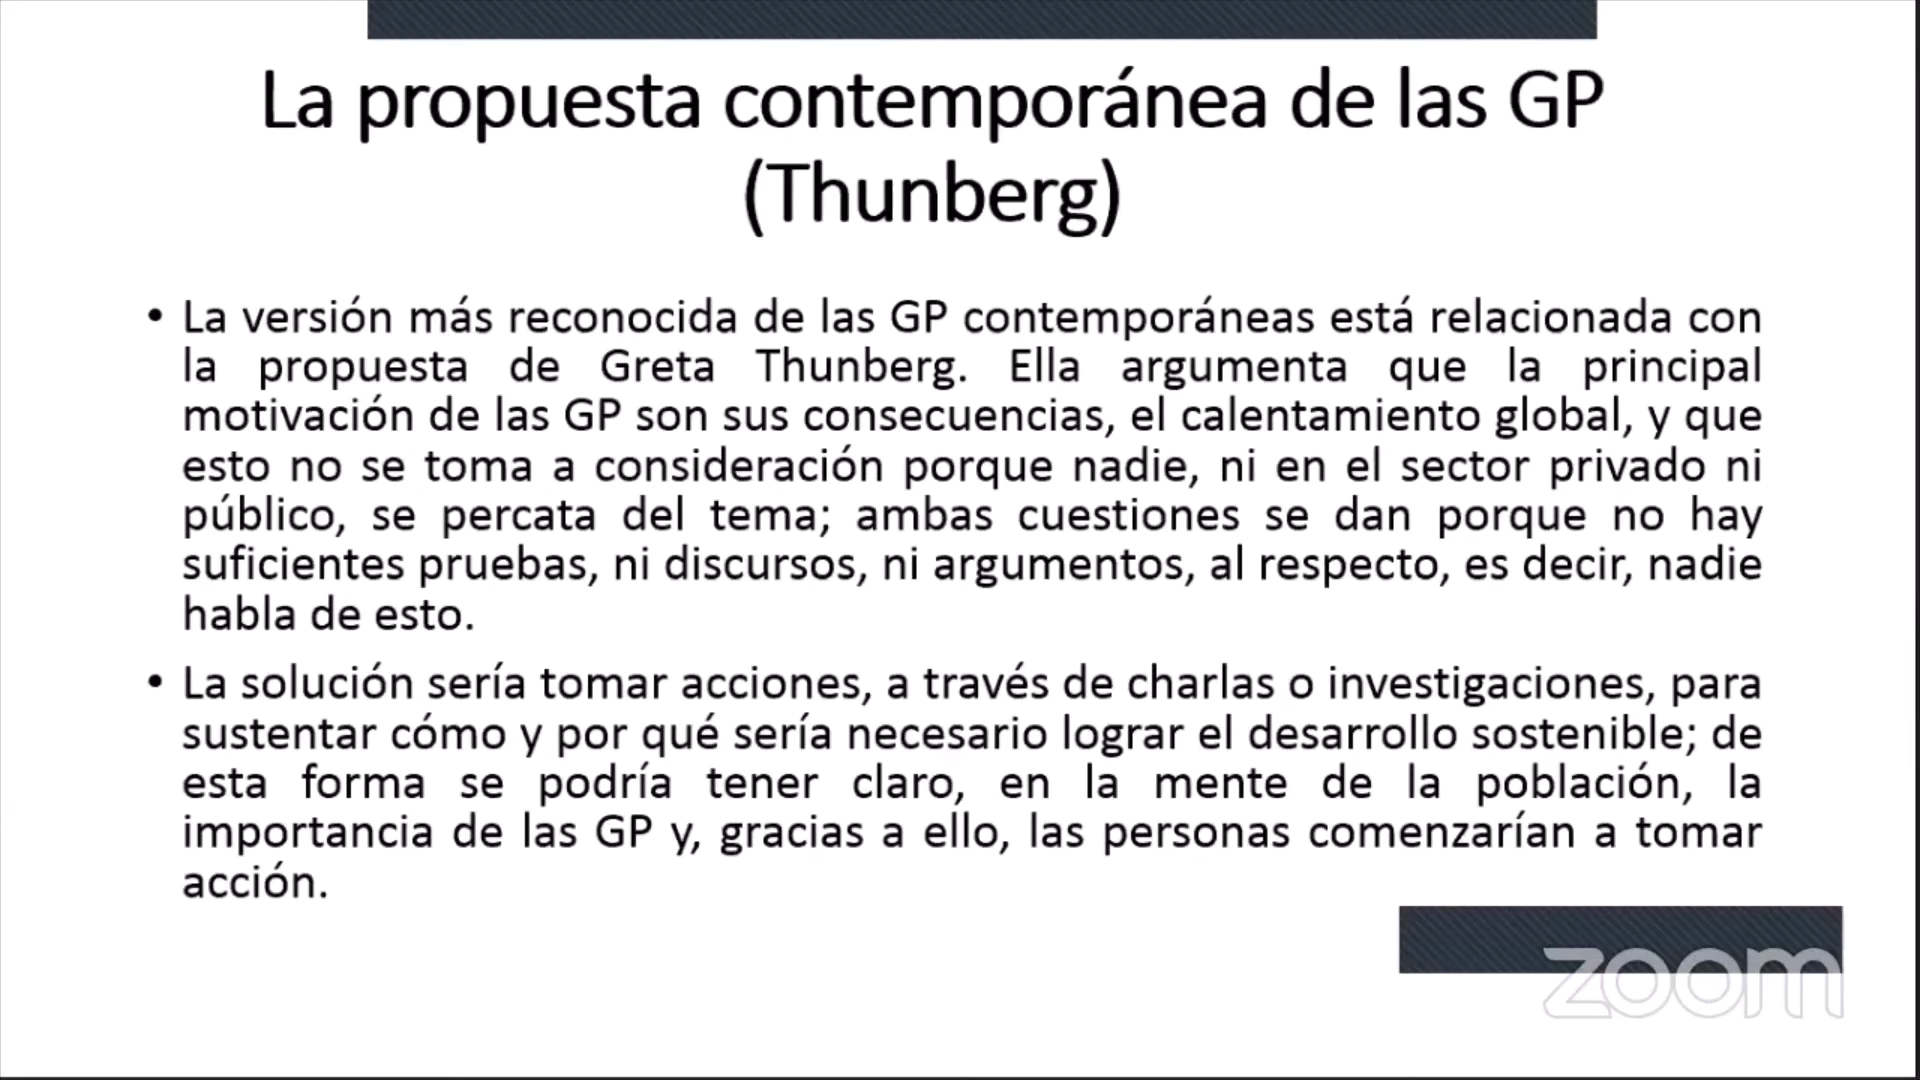 La propuesta contemporánea de las GP
(Thunberg)
• La versión más reconocida de las GP contemporáneas está relacionada con
la propuesta de Greta Thunberg. Ella argumenta que la principal
motivación de las GP son sus consecuencias, el calentamiento global, y que
esto no se toma a consideración porque nadie, ni en el sector privado ni
público, se percata del tema; ambas cuestiones se dan porque no hay
suficientes pruebas, ni discursos, ni argumentos, al respecto, es decir, nadie
habla de esto.
• La solución sería tomar acciones, a través de charlas o investigaciones, para
sustentar cómo y por qué sería necesario lograr el desarrollo sostenible; de
esta forma se podría tener claro, en la mente de la población, la
importancia de las GP y, gracias a ello, las personas comenzarían a tomar
acción.
zoom